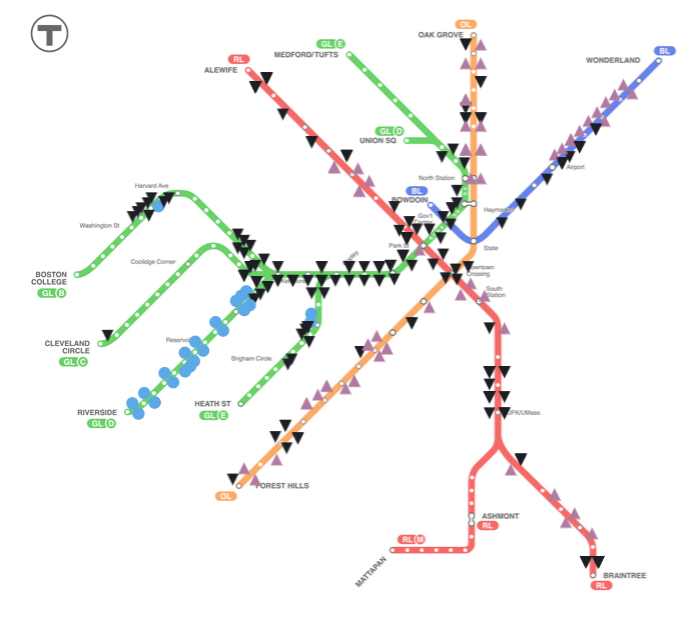 T
OL
OAK GROVE
GL E
MEDFORD/TUFTS
BL
WONDERLAND
RL
ALEWIFE
GL D
UNION SQ
Airport
North Station
Harvard Ave
BL
BOWDOIN
Gov't
Center
State
Washington St
Park St
Coolidge Corner
Downtown
Crossing
BOSTON
COLLEGE
GL B
South
Station
CLEVELAND
CIRCLE
GL C
Brigham Circle
HEATH ST
GL E
RIVERSIDE
GL D
JFK/UMass
FOREST HILLS
OL
ASHMONT
RL
RL M
MATTAPAN
BRAINTREE
RL